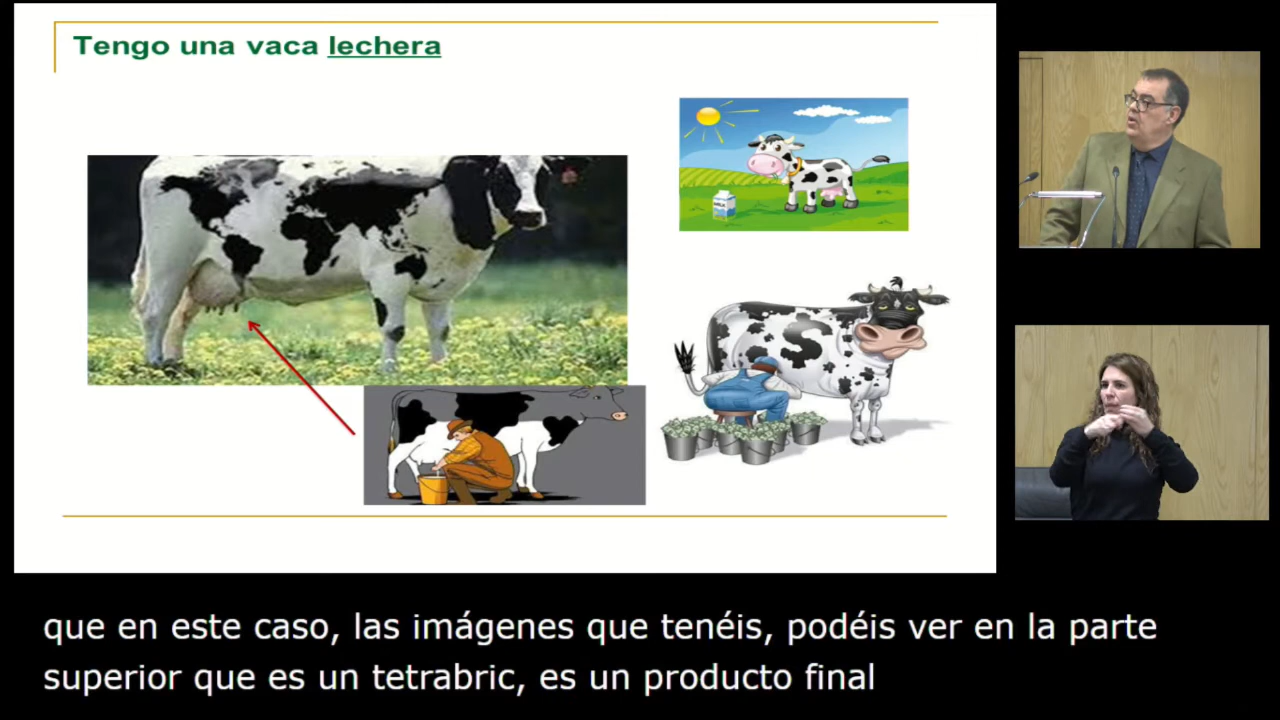 Tengo una vaca lechera
que en este caso, las imágenes que tenéis, podéis ver en la parte
superior que es un tetrabric, es un producto final